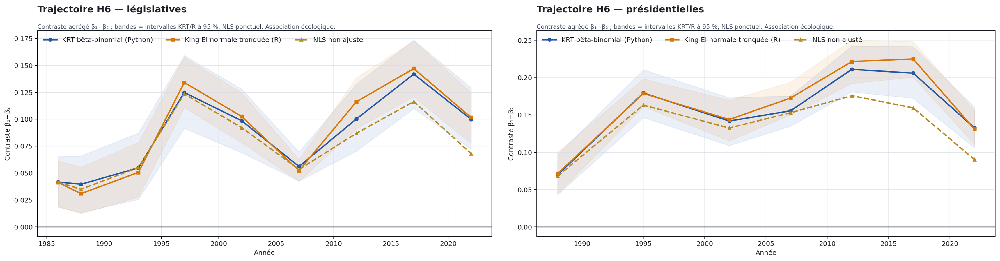 Trajectoire H6 — législatives
Contraste agrégé β₁−β₂ ; bandes = intervalles KRT/R à 95 %, NLS ponctuel. Association écologique.
KRT bêta-binomial (Python)
King EI normale tronquée (R)
NLS non ajusté
0.175
0.150
0.125
0.100
0.075
0.050
0.025
0.000
Contraste β₁−β₂
1985
1990
1995
2000
2005
2010
2015
2020
Année
Trajectoire H6 — présidentielles
Contraste agrégé β₁−β₂ ; bandes = intervalles KRT/R à 95 %, NLS ponctuel. Association écologique.
KRT bêta-binomial (Python)
King EI normale tronquée (R)
NLS non ajusté
0.25
0.20
0.15
0.10
0.05
0.00
Contraste β₁−β₂
1990
1995
2000
2005
2010
2015
2020
Année